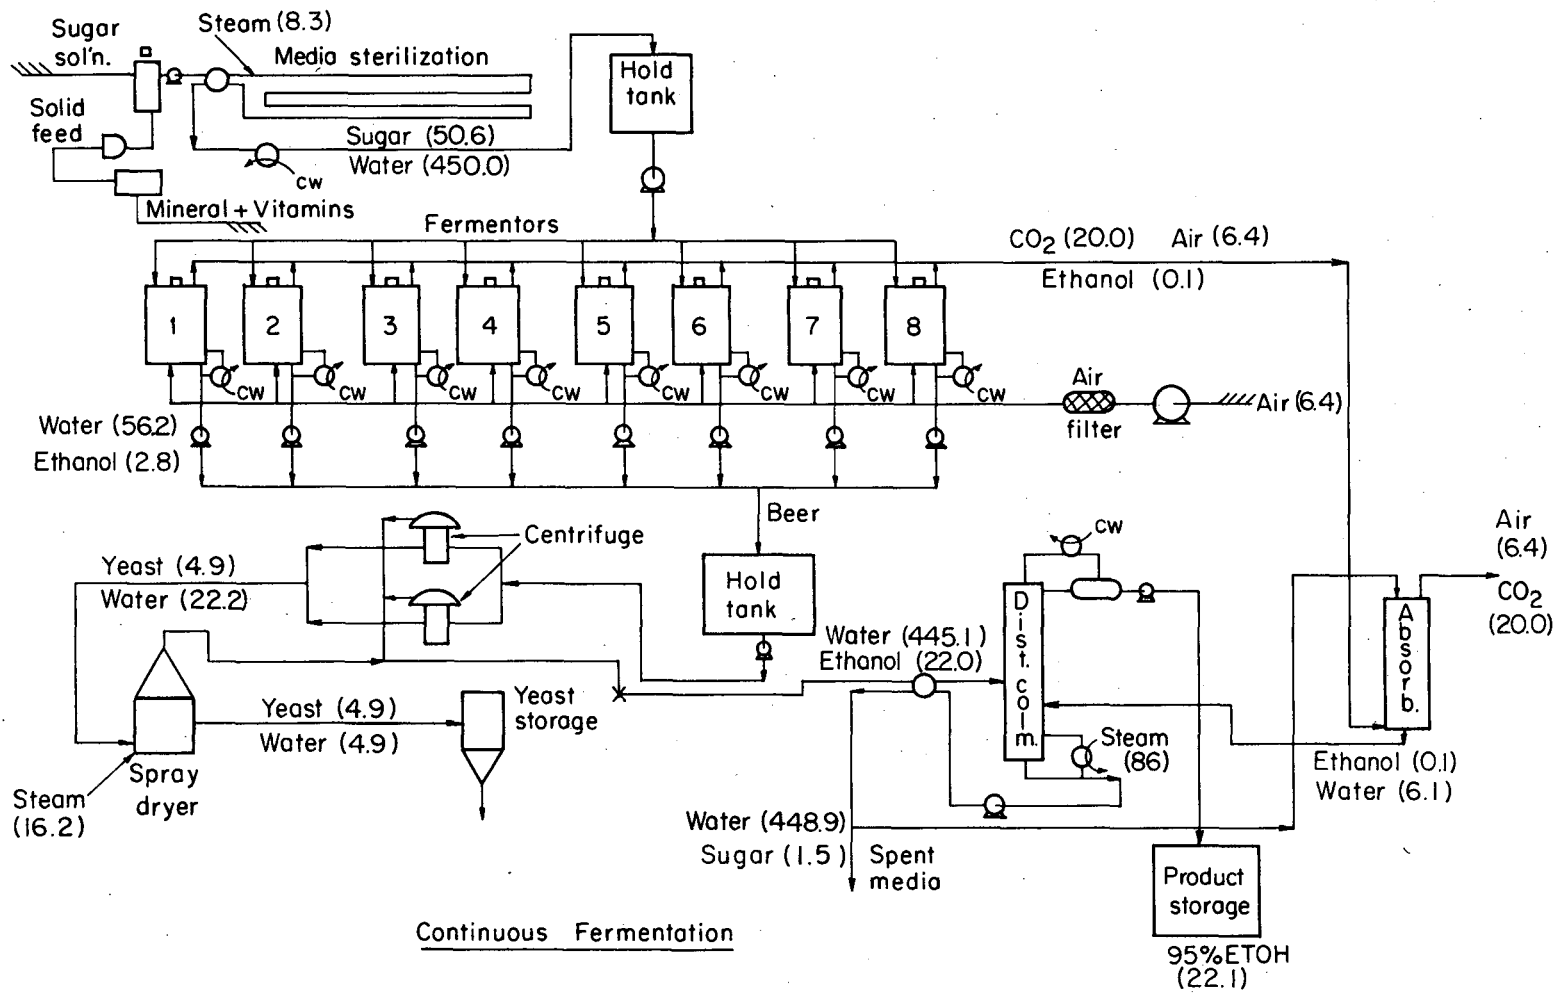 Sugar
sol'n.
Steam (8.3)
Media sterilization
Solid
feed
Sugar (50.6)
Water (450.0)
cw
Mineral + Vitamins
Hold
tank
Fermentors
CO₂ (20.0) Air (6.4)
Ethanol (0.1)
1
2
3
4
5
6
7
8
cw
cw
cw
cw
cw
cw
cw
cw
Air
filter
Air (6.4)
Water (56.2)
Ethanol (2.8)
Beer
Centrifuge
Yeast (4.9)
Water (22.2)
Hold
tank
Water (445.1)
Ethanol (22.0)
cw
Dist. colm.
Absorb.
Air
(6.4)
CO₂
(20.0)
Yeast (4.9)
Water (4.9)
Yeast
storage
Spray
dryer
Steam
(16.2)
Steam
(86)
Ethanol (0.1)
Water (6.1)
Water (448.9)
Sugar (1.5)
Spent
media
Product
storage
95% ETOH
(22.1)
Continuous Fermentation